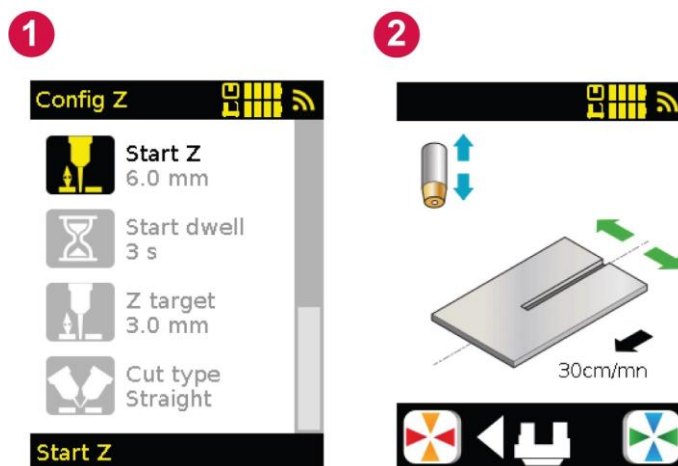 1
2
Config Z
Start Z
6.0 mm
Start dwell
3 s
Z target
3.0 mm
Cut type
Straight
Start Z
30cm/mn